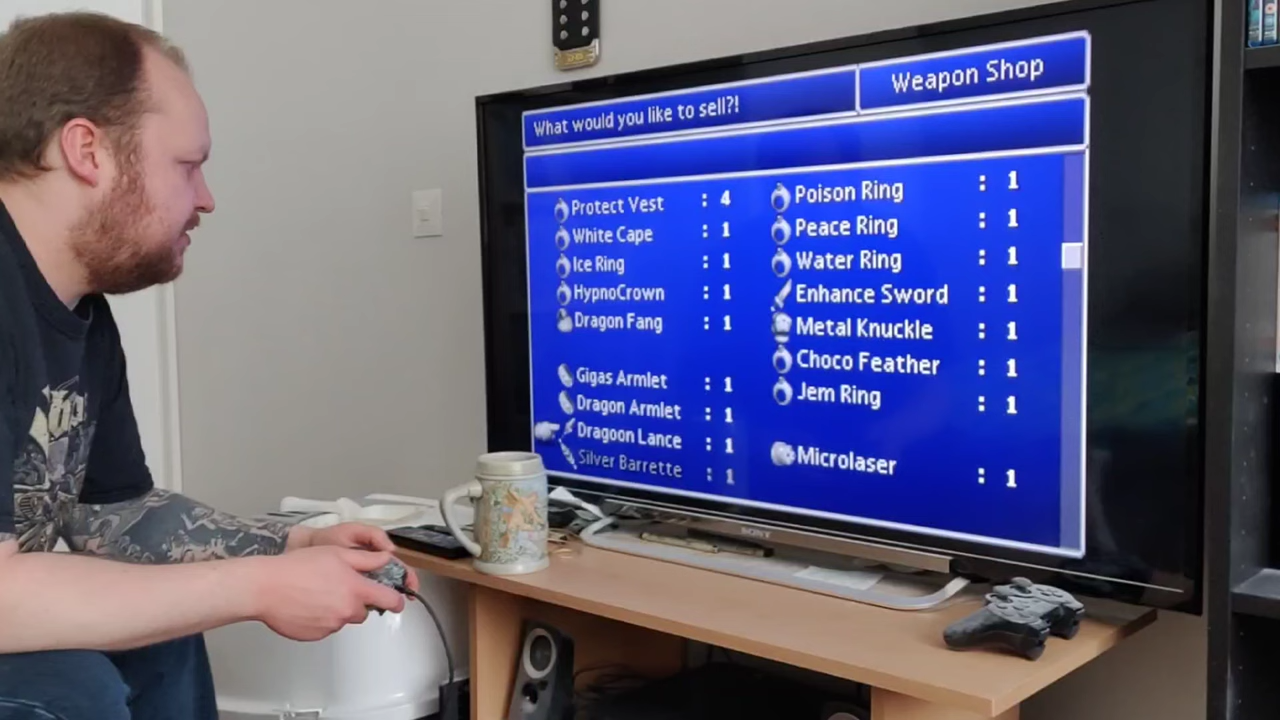 What would you like to sell?!
Weapon Shop
Protect Vest : 4
White Cape : 1
Ice Ring : 1
HypnoCrown : 1
Dragon Fang : 1
Gigas Armlet : 1
Dragon Armlet : 1
Dragoon Lance : 1
Silver Barrette : 1
Poison Ring : 1
Peace Ring : 1
Water Ring : 1
Enhance Sword : 1
Metal Knuckle : 1
Choco Feather : 1
Jem Ring : 1
Microlaser : 1
SONY